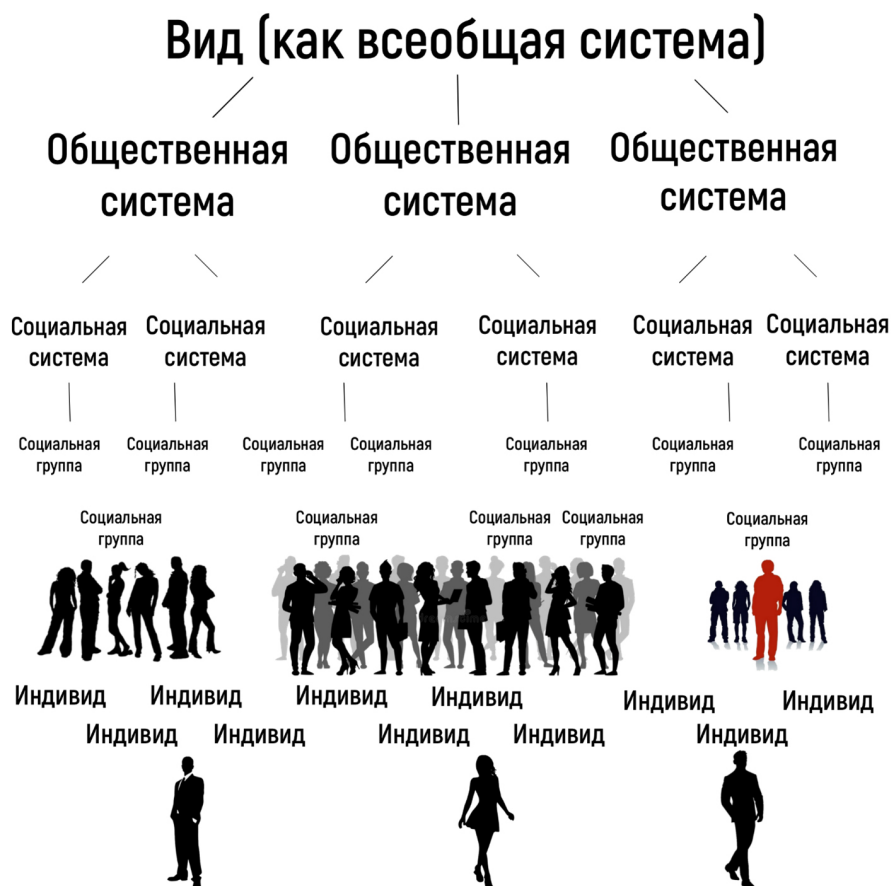 Вид (как всеобщая система)
Общественная система
Общественная система
Общественная система
Социальная система
Социальная система
Социальная система
Социальная система
Социальная система
Социальная система
Социальная группа
Социальная группа
Социальная группа
Социальная группа
Социальная группа
Социальная группа
Социальная группа
Социальная группа
Социальная группа
Социальная группа
Социальная группа
Социальная группа
Индивид Индивид Индивид Индивид Индивид Индивид
Индивид Индивид Индивид Индивид Индивид